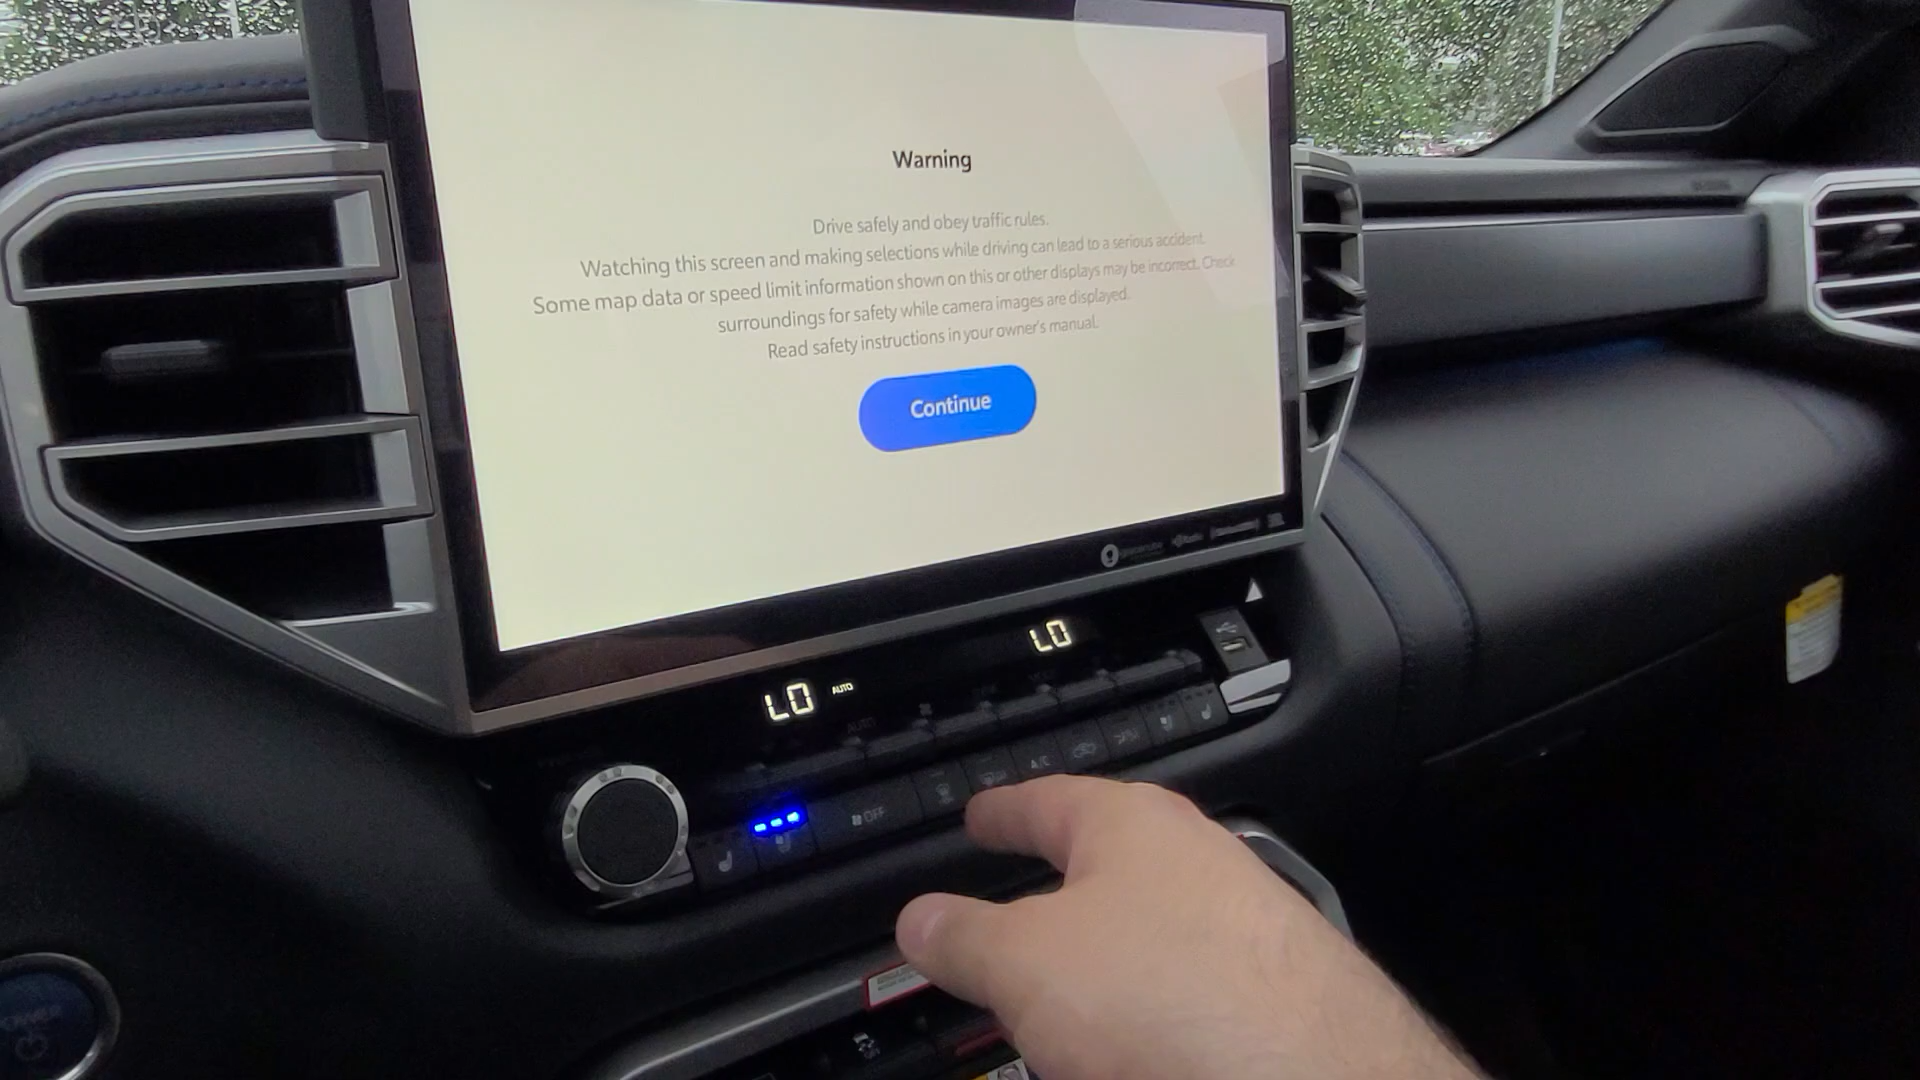 Warning
Drive safely and obey traffic rules.
Watching this screen and making selections while driving can lead to a serious accident.
Some map data or speed limit information shown on this or other displays may be incorrect. Check
surroundings for safety while camera images are displayed.
Read safety instructions in your owner's manual.
Continue
LO
LO AUTO
AUTO
A/C
OFF
POWER